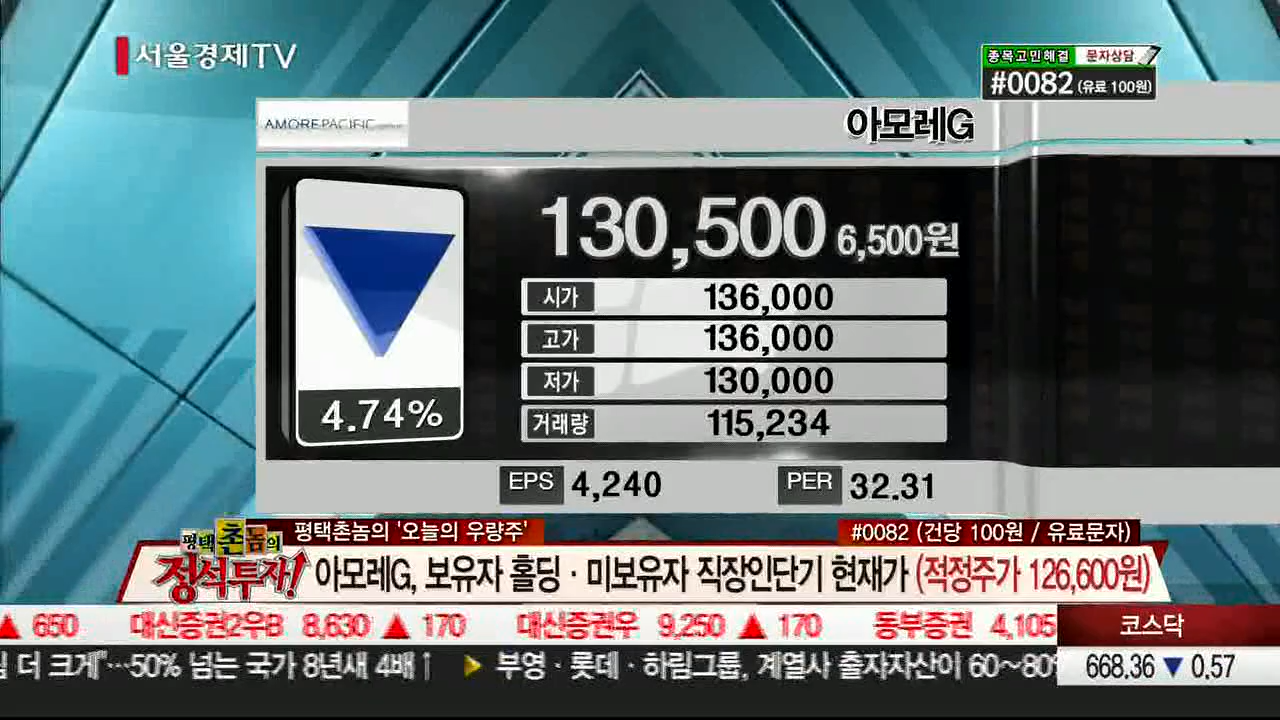 서울경제TV
종목고민해결 문자상담
#0082 (유료 100원)
AMOREPACIFIC
아모레G
130,500 6,500원
4.74%
시가 136,000
고가 136,000
저가 130,000
거래량 115,234
EPS 4,240 PER 32.31
평택촌놈의 정석투자!
평택촌놈의 '오늘의 우량주' #0082 (건당 100원 / 유료문자)
아모레G, 보유자 홀딩·미보유자 직장인단기 현재가 (적정주가 126,600원)
▲ 650 대신증권2우B 8,630 ▲ 170 대신증권우 9,250 ▲ 170 동부증권 4,105 코스닥
더 크게"…50% 넘는 국가 8년새 4배↑ ▶ 부영·롯데·하림그룹, 계열사 출자자산이 60~80% 668.36 ▼ 0.57